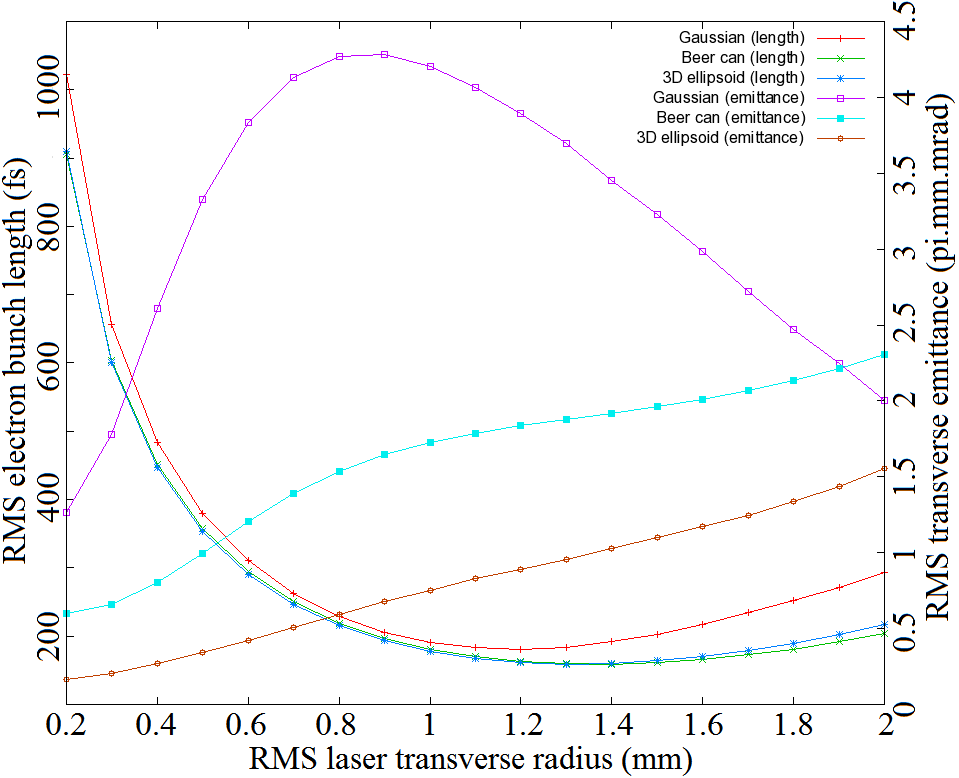 Gaussian (length)
Beer can (length)
3D ellipsoid (length)
Gaussian (emittance)
Beer can (emittance)
3D ellipsoid (emittance)
RMS electron bunch length (fs)
1000
800
600
400
200
RMS transverse emittance (pi.mm.mrad)
4.5
4
3.5
3
2.5
2
1.5
1
0.5
0
0.2 0.4 0.6 0.8 1 1.2 1.4 1.6 1.8 2
RMS laser transverse radius (mm)